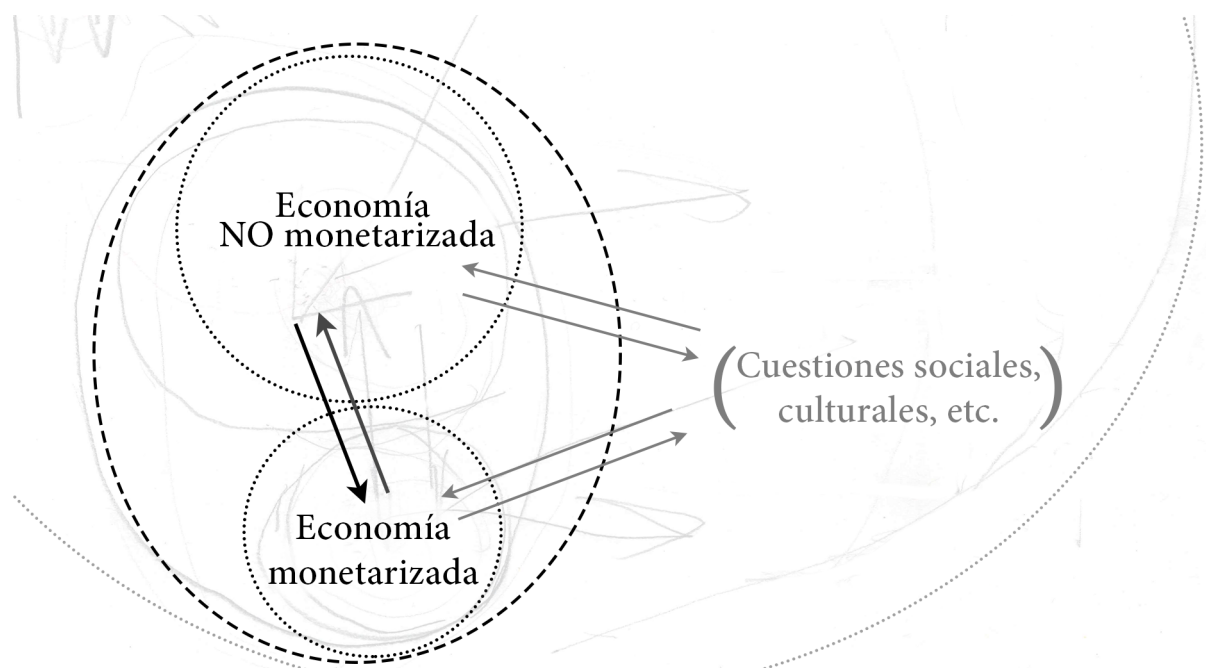 Economía
NO monetarizada
(Cuestiones sociales,
culturales, etc.)
Economía
monetarizada